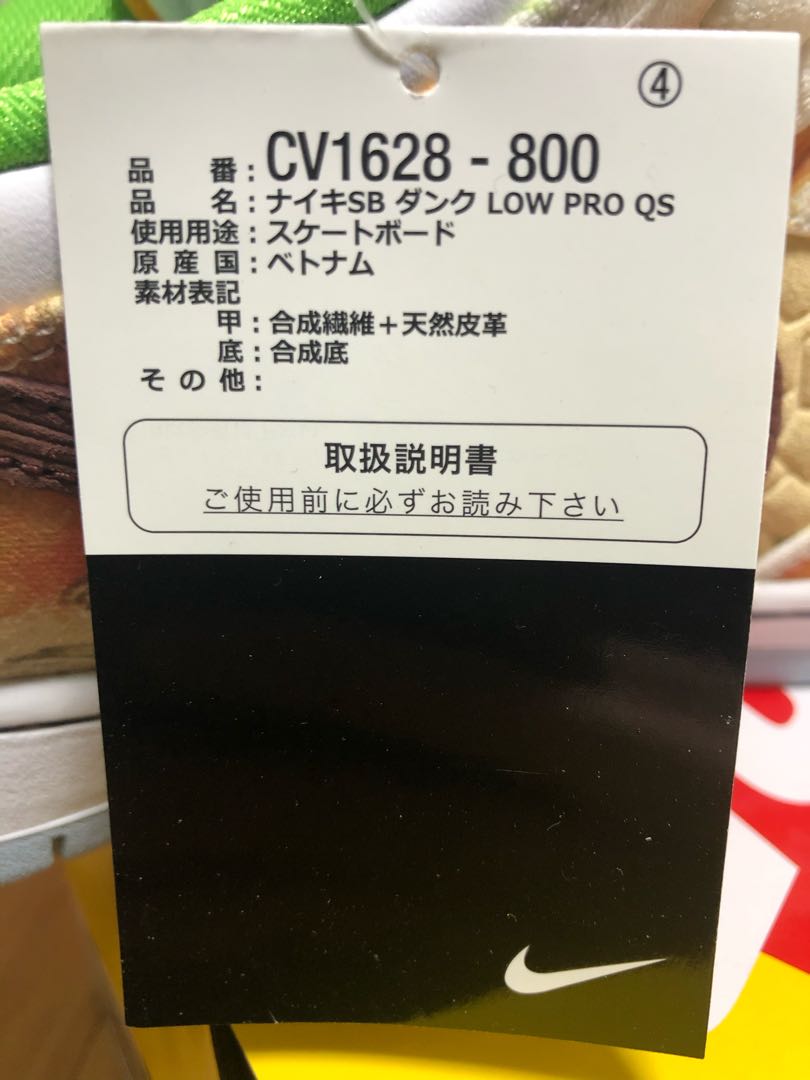 ④
品番:CV1628 - 800
品名:ナイキSB ダンク LOW PRO QS
使用用途:スケートボード
原産国:ベトナム
素材表記
甲:合成繊維+天然皮革
底:合成底
その他:
取扱説明書
ご使用前に必ずお読み下さい